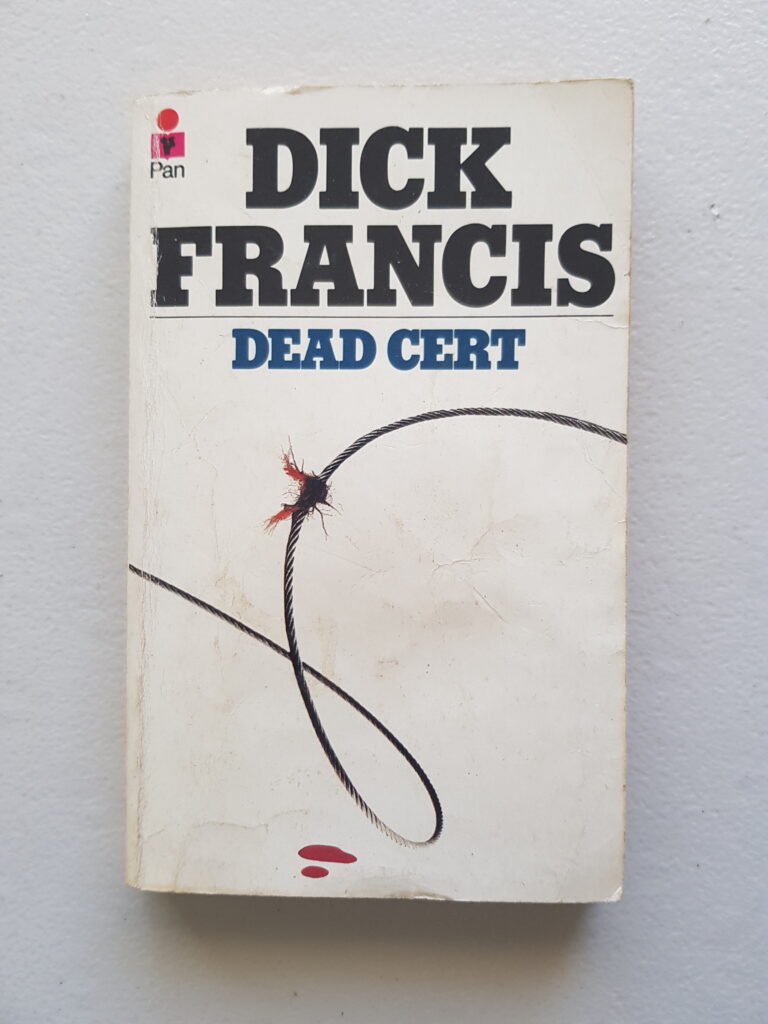 Pan
DICK
FRANCIS
DEAD CERT